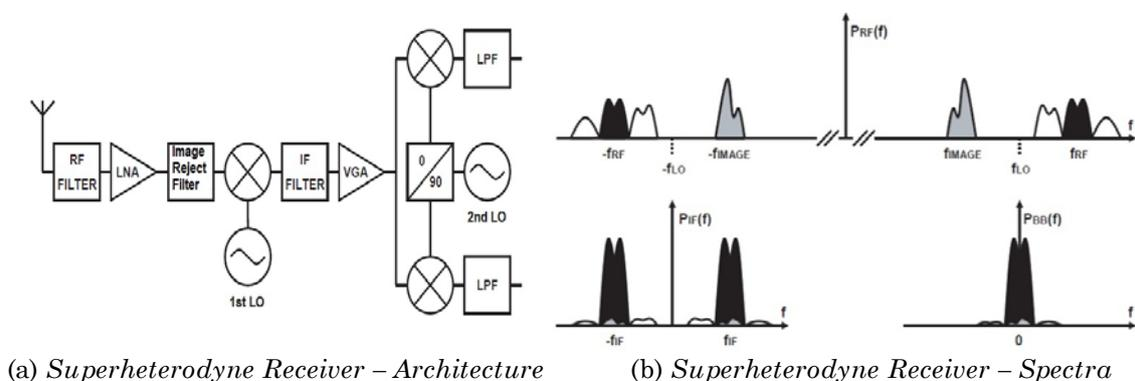 RF
FILTER
LNA
Image
Reject
Filter
1st LO
IF
FILTER
VGA
LPF
0
90
2nd LO
LPF
PRF(f)
-fRF
-fLO
-fIMAGE
fIMAGE
fLO
fRF
f
PIF(f)
-fIF
fIF
f
PBB(f)
0
f
(a) Superheterodyne Receiver – Architecture
(b) Superheterodyne Receiver – Spectra